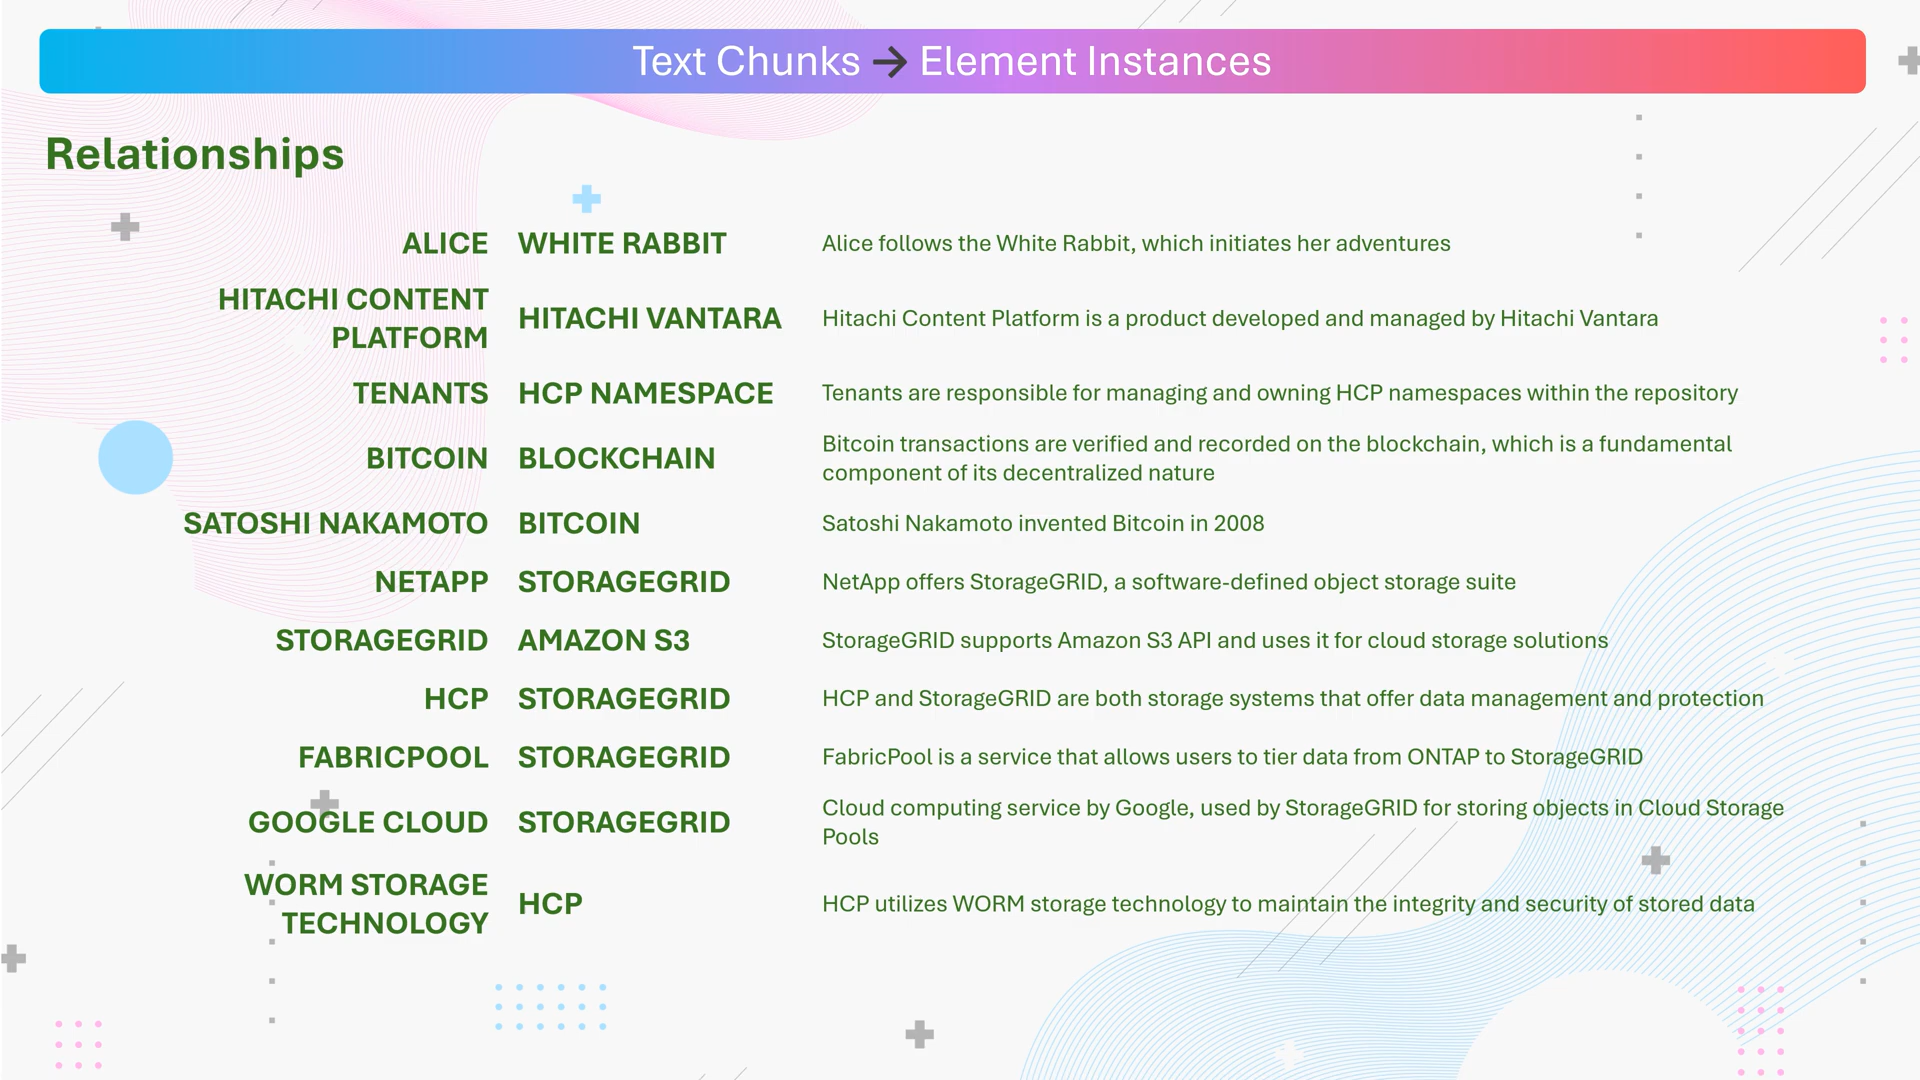 Text Chunks → Element Instances
Relationships
ALICE WHITE RABBIT Alice follows the White Rabbit, which initiates her adventures
HITACHI CONTENT
PLATFORM HITACHI VANTARA Hitachi Content Platform is a product developed and managed by Hitachi Vantara
TENANTS HCP NAMESPACE Tenants are responsible for managing and owning HCP namespaces within the repository
BITCOIN BLOCKCHAIN Bitcoin transactions are verified and recorded on the blockchain, which is a fundamental
component of its decentralized nature
SATOSHI NAKAMOTO BITCOIN Satoshi Nakamoto invented Bitcoin in 2008
NETAPP STORAGEGRID NetApp offers StorageGRID, a software-defined object storage suite
STORAGEGRID AMAZON S3 StorageGRID supports Amazon S3 API and uses it for cloud storage solutions
HCP STORAGEGRID HCP and StorageGRID are both storage systems that offer data management and protection
FABRICPOOL STORAGEGRID FabricPool is a service that allows users to tier data from ONTAP to StorageGRID
GOOGLE CLOUD STORAGEGRID Cloud computing service by Google, used by StorageGRID for storing objects in Cloud Storage
Pools
WORM STORAGE
TECHNOLOGY HCP HCP utilizes WORM storage technology to maintain the integrity and security of stored data